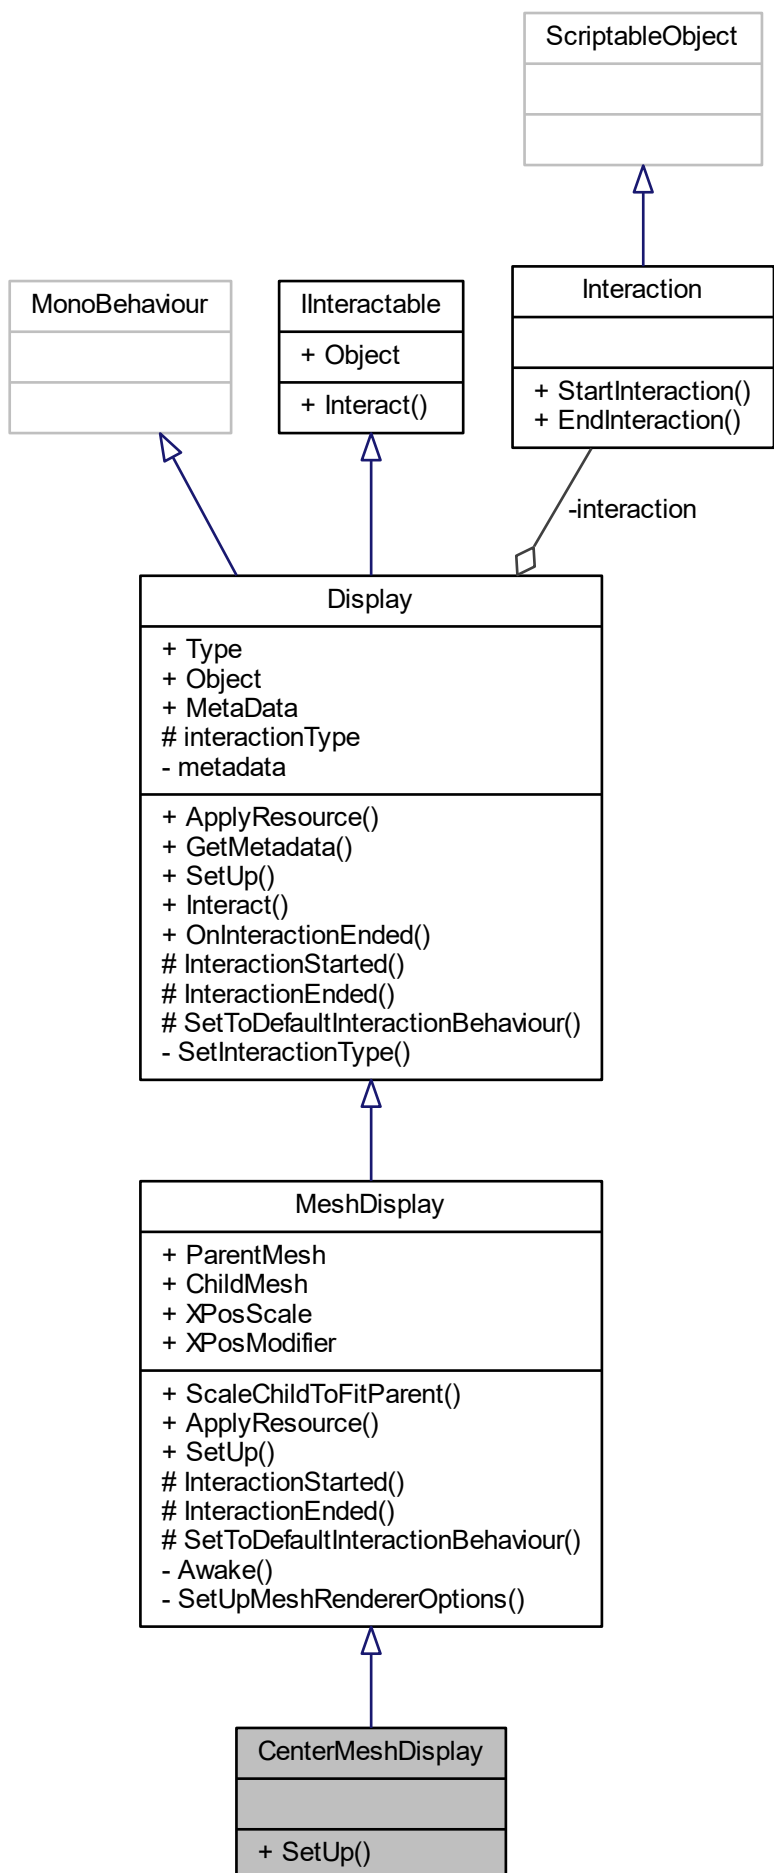 ScriptableObject
MonoBehaviour
IInteractable
+ Object
+ Interact()
Interaction
+ StartInteraction()
+ EndInteraction()
-interaction
Display
+ Type
+ Object
+ MetaData
# interactionType
- metadata
+ ApplyResource()
+ GetMetadata()
+ SetUp()
+ Interact()
+ OnInteractionEnded()
# InteractionStarted()
# InteractionEnded()
# SetToDefaultInteractionBehaviour()
- SetInteractionType()
MeshDisplay
+ ParentMesh
+ ChildMesh
+ XPosScale
+ XPosModifier
+ ScaleChildToFitParent()
+ ApplyResource()
+ SetUp()
# InteractionStarted()
# InteractionEnded()
# SetToDefaultInteractionBehaviour()
- Awake()
- SetUpMeshRendererOptions()
CenterMeshDisplay
+ SetUp()